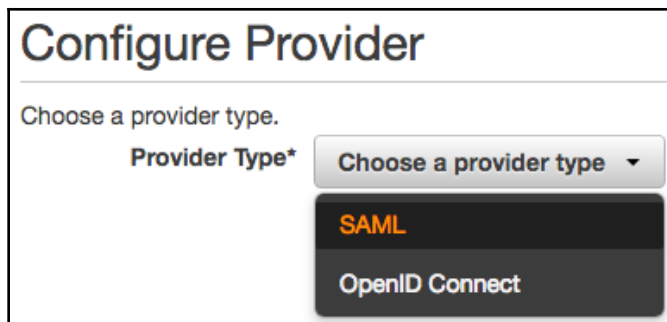 Configure Provider
Choose a provider type.
Provider Type* Choose a provider type
SAML
OpenID Connect